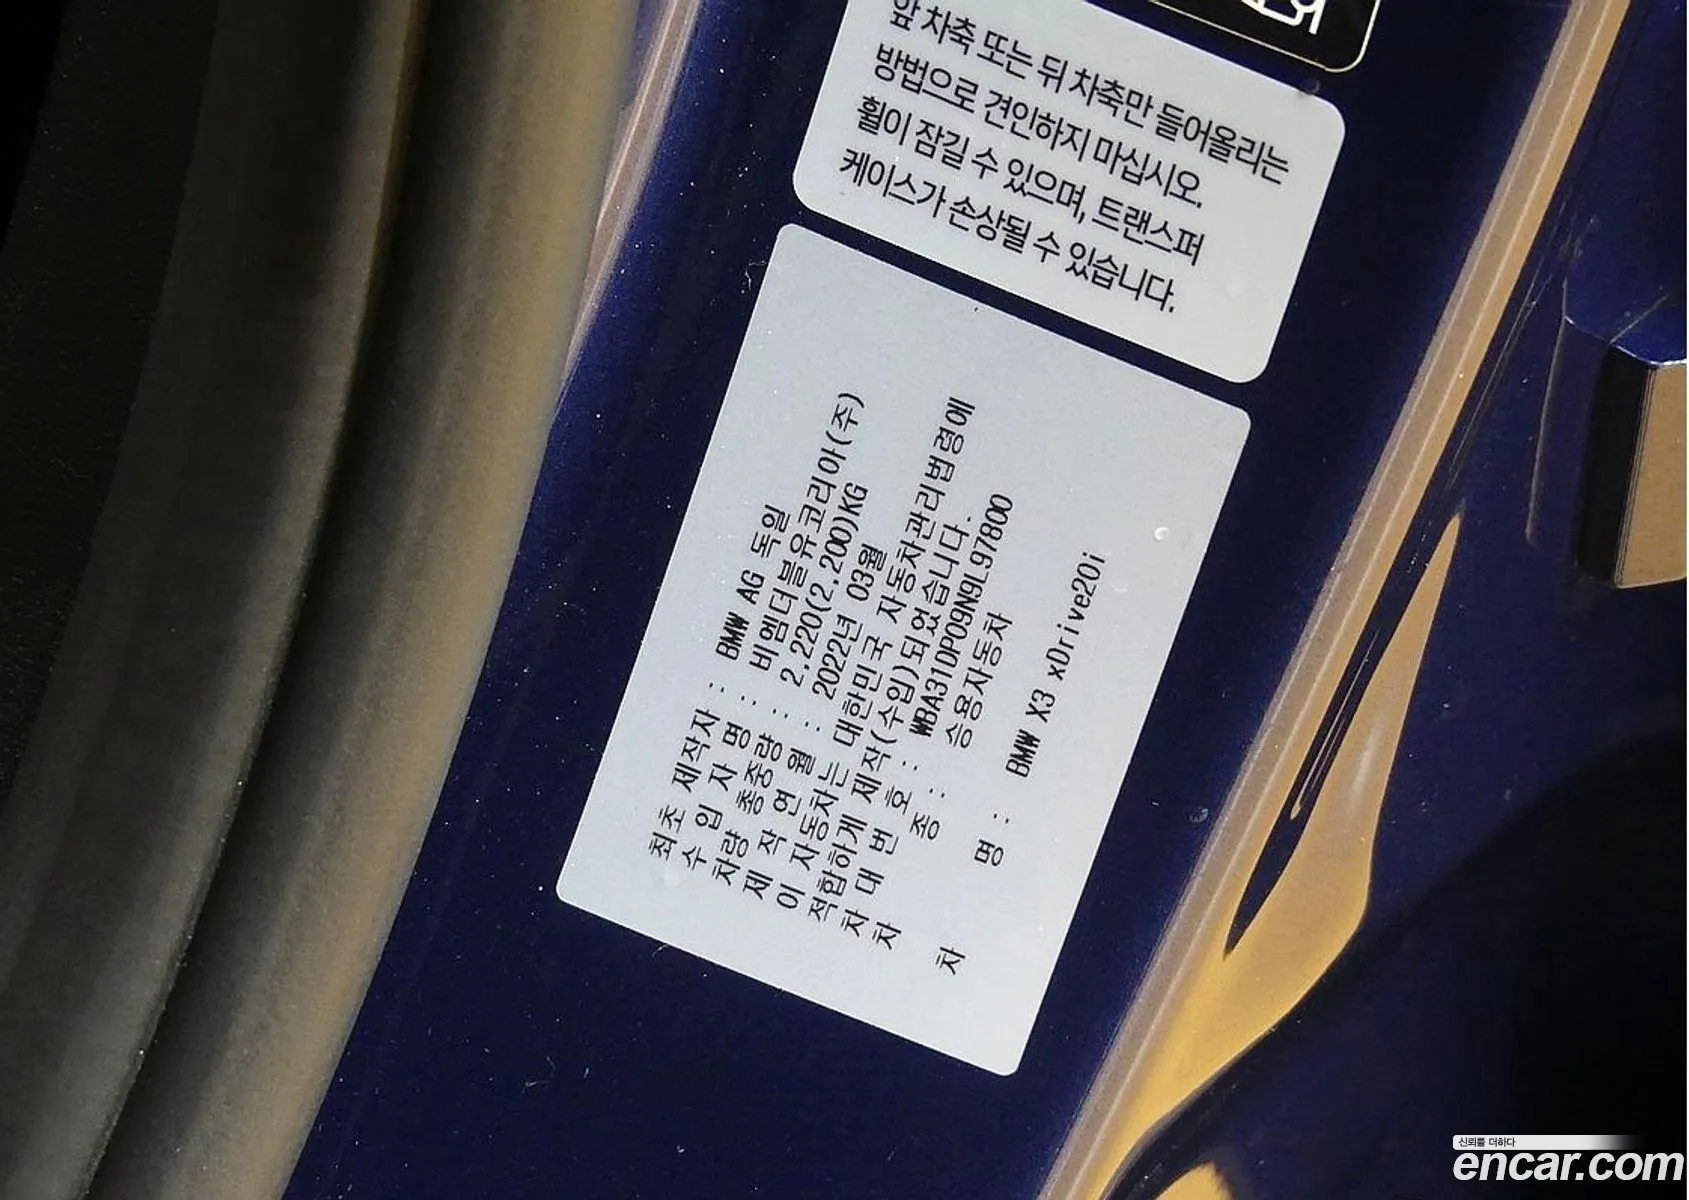 앞 차축 또는 뒤 차축만 들어올리는
방법으로 견인하지 마십시오.
휠이 잠길 수 있으며, 트랜스퍼
케이스가 손상될 수 있습니다.
최초 제작자 : BMW AG 독일
수 입 자 명 : 비엠더블유코리아(주)
차량 총중량 : 2,220(2,200)KG
제 작 연 월 : 2022년 03월
이 자동차는 대한민국 자동차관리법령에
적합하게 제작(수입)되었습니다.
차 대 번 호 : WBA31DP09N9L97800
차 종 : 승용자동차
차 명 : BMW X3 xDrive20i
신뢰를 더하다
encar.com